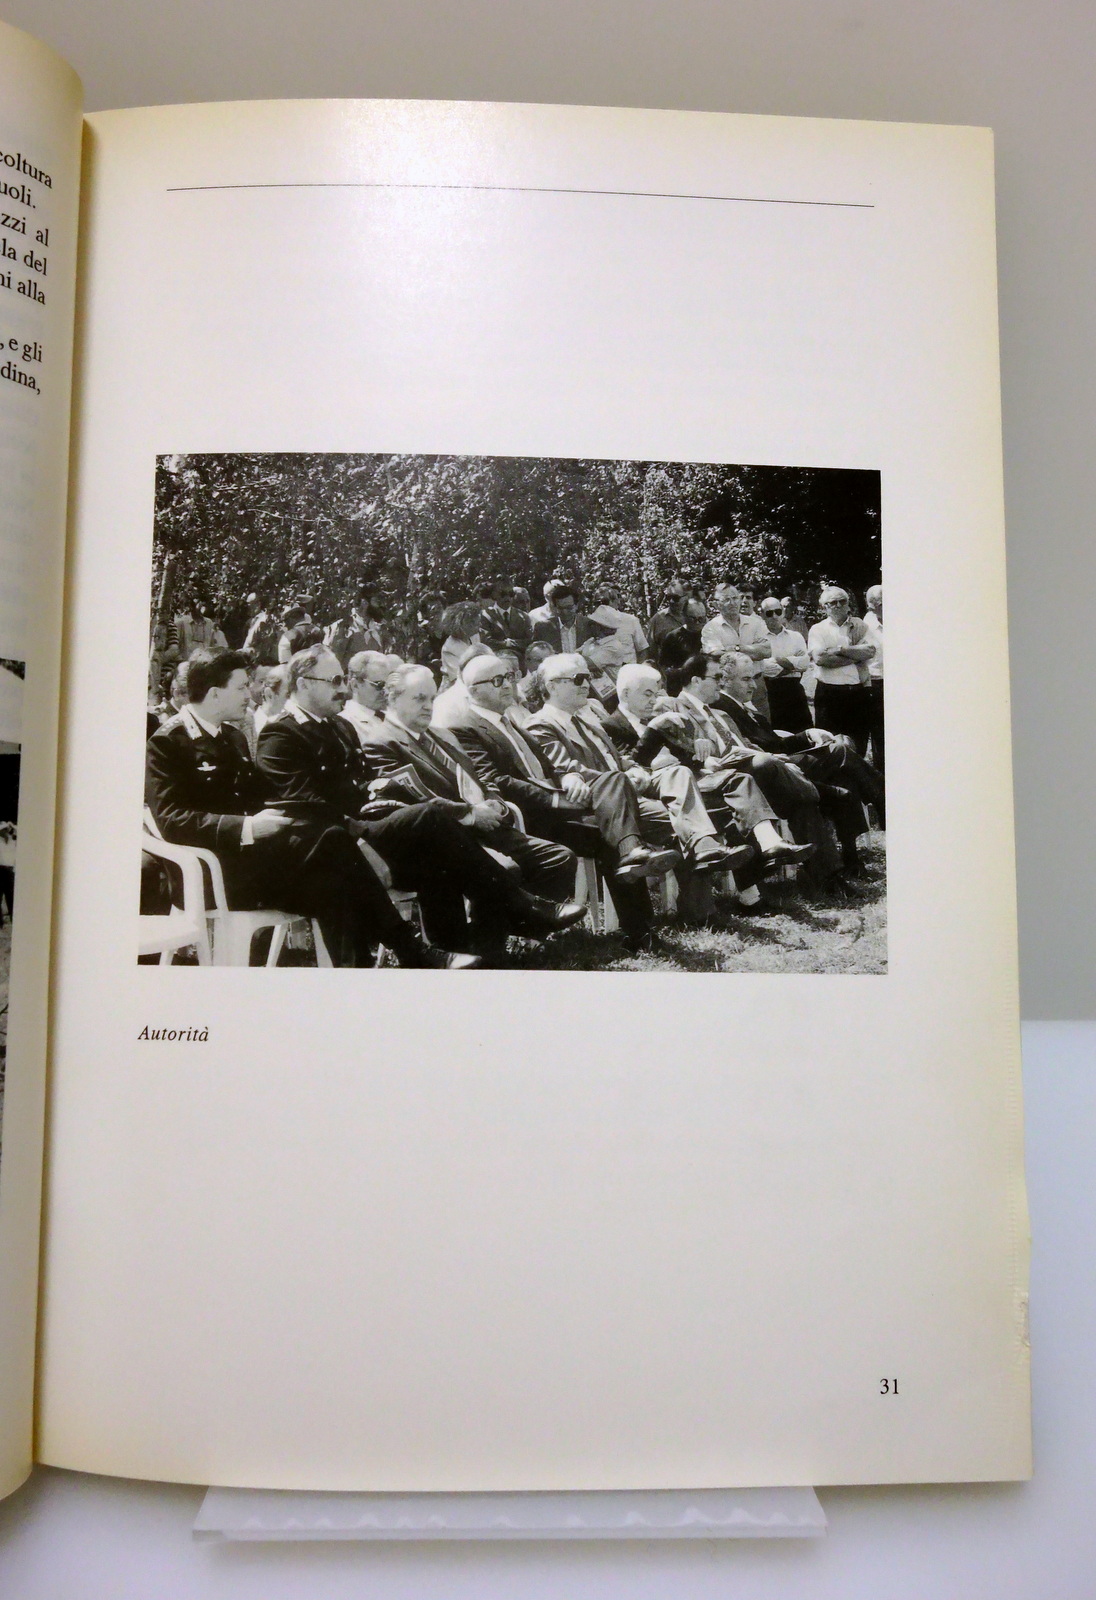 coltura
uoli.
zzi al
la del
ni alla
, e gli
dina,
Autorità
31